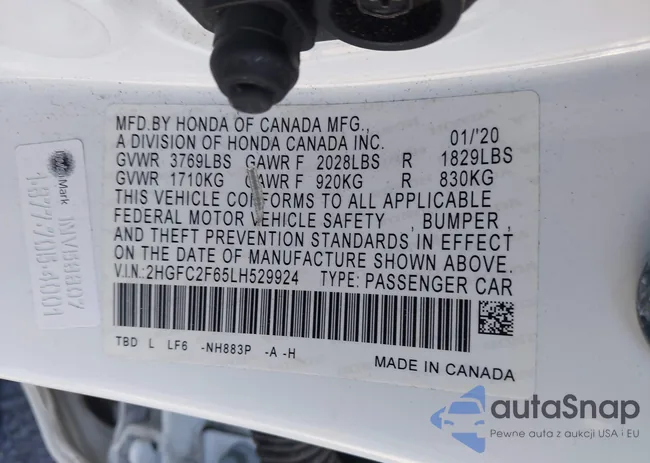 MFD.BY HONDA OF CANADA MFG.,
A DIVISION OF HONDA CANADA INC. 01/'20
GVWR 3769LBS GAWR F 2028LBS R 1829LBS
GVWR 1710KG GAWR F 920KG R 830KG
THIS VEHICLE CONFORMS TO ALL APPLICABLE
FEDERAL MOTOR VEHICLE SAFETY , BUMPER ,
AND THEFT PREVENTION STANDARDS IN EFFECT
ON THE DATE OF MANUFACTURE SHOWN ABOVE.
V.I.N.:2HGFC2F65LH529924 TYPE: PASSENGER CAR
TBD L LF6 -NH883P -A -H
MADE IN CANADA
Mark
autoSnap
Pewne auta z aukcji USA i EU